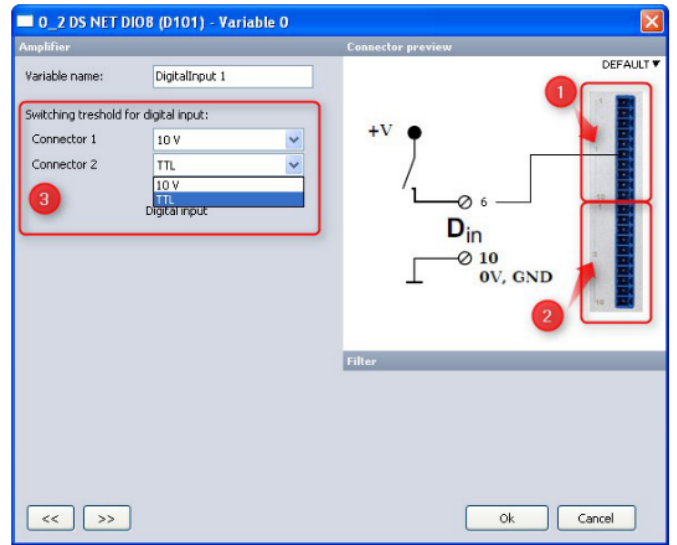 0_2 DS NET DIO8 (D101) - Variable 0
Amplifier
Connector preview
Variable name:
DigitalInput 1
DEFAULT▼
Switching treshold for digital input:
Connector 1
10 V
Connector 2
TTL
10 V
TTL
Digital input
3
+V
6
Din
10
0V, GND
1
2
Filter
<<
>>
Ok
Cancel